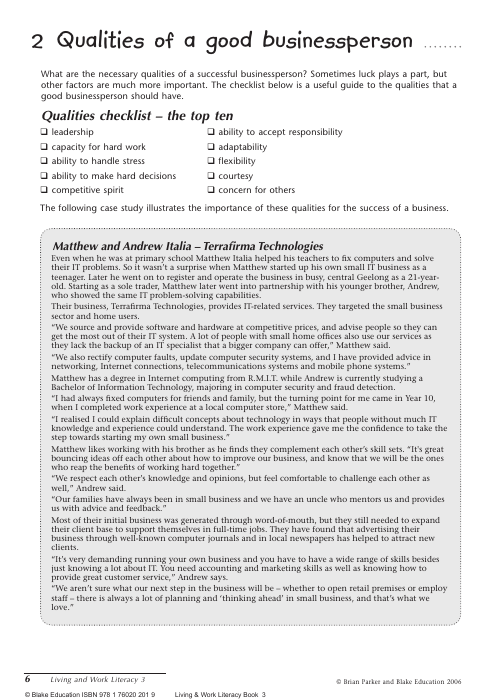 2 Qualities of a good businessperson ........
What are the necessary qualities of a successful businessperson? Sometimes luck plays a part, but
other factors are much more important. The checklist below is a useful guide to the qualities that a
good businessperson should have.
Qualities checklist – the top ten
❑ leadership
❑ capacity for hard work
❑ ability to handle stress
❑ ability to make hard decisions
❑ competitive spirit
❑ ability to accept responsibility
❑ adaptability
❑ flexibility
❑ courtesy
❑ concern for others
The following case study illustrates the importance of these qualities for the success of a business.
Matthew and Andrew Italia – Terrafirma Technologies
Even when he was at primary school Matthew Italia helped his teachers to fix computers and solve
their IT problems. So it wasn't a surprise when Matthew started up his own small IT business as a
teenager. Later he went on to register and operate the business in busy, central Geelong as a 21-year-
old. Starting as a sole trader, Matthew later went into partnership with his younger brother, Andrew,
who showed the same IT problem-solving capabilities.
Their business, Terrafirma Technologies, provides IT-related services. They targeted the small business
sector and home users.
"We source and provide software and hardware at competitive prices, and advise people so they can
get the most out of their IT system. A lot of people with small home offices also use our services as
they lack the backup of an IT specialist that a bigger company can offer," Matthew said.
"We also rectify computer faults, update computer security systems, and I have provided advice in
networking, Internet connections, telecommunications systems and mobile phone systems."
Matthew has a degree in Internet computing from R.M.I.T. while Andrew is currently studying a
Bachelor of Information Technology, majoring in computer security and fraud detection.
"I had always fixed computers for friends and family, but the turning point for me came in Year 10,
when I completed work experience at a local computer store," Matthew said.
"I realised I could explain difficult concepts about technology in ways that people without much IT
knowledge and experience could understand. The work experience gave me the confidence to take the
step towards starting my own small business."
Matthew likes working with his brother as he finds they complement each other's skill sets. "It's great
bouncing ideas off each other about how to improve our business, and know that we will be the ones
who reap the benefits of working hard together."
"We respect each other's knowledge and opinions, but feel comfortable to challenge each other as
well," Andrew said.
"Our families have always been in small business and we have an uncle who mentors us and provides
us with advice and feedback."
Most of their initial business was generated through word-of-mouth, but they still needed to expand
their client base to support themselves in full-time jobs. They have found that advertising their
business through well-known computer journals and in local newspapers has helped to attract new
clients.
"It's very demanding running your own business and you have to have a wide range of skills besides
just knowing a lot about IT. You need accounting and marketing skills as well as knowing how to
provide great customer service," Andrew says.
"We aren't sure what our next step in the business will be – whether to open retail premises or employ
staff – there is always a lot of planning and 'thinking ahead' in small business, and that's what we
love."
6 Living and Work Literacy 3
© Brian Parker and Blake Education 2006
© Blake Education ISBN 978 1 76020 201 9 Living & Work Literacy Book 3